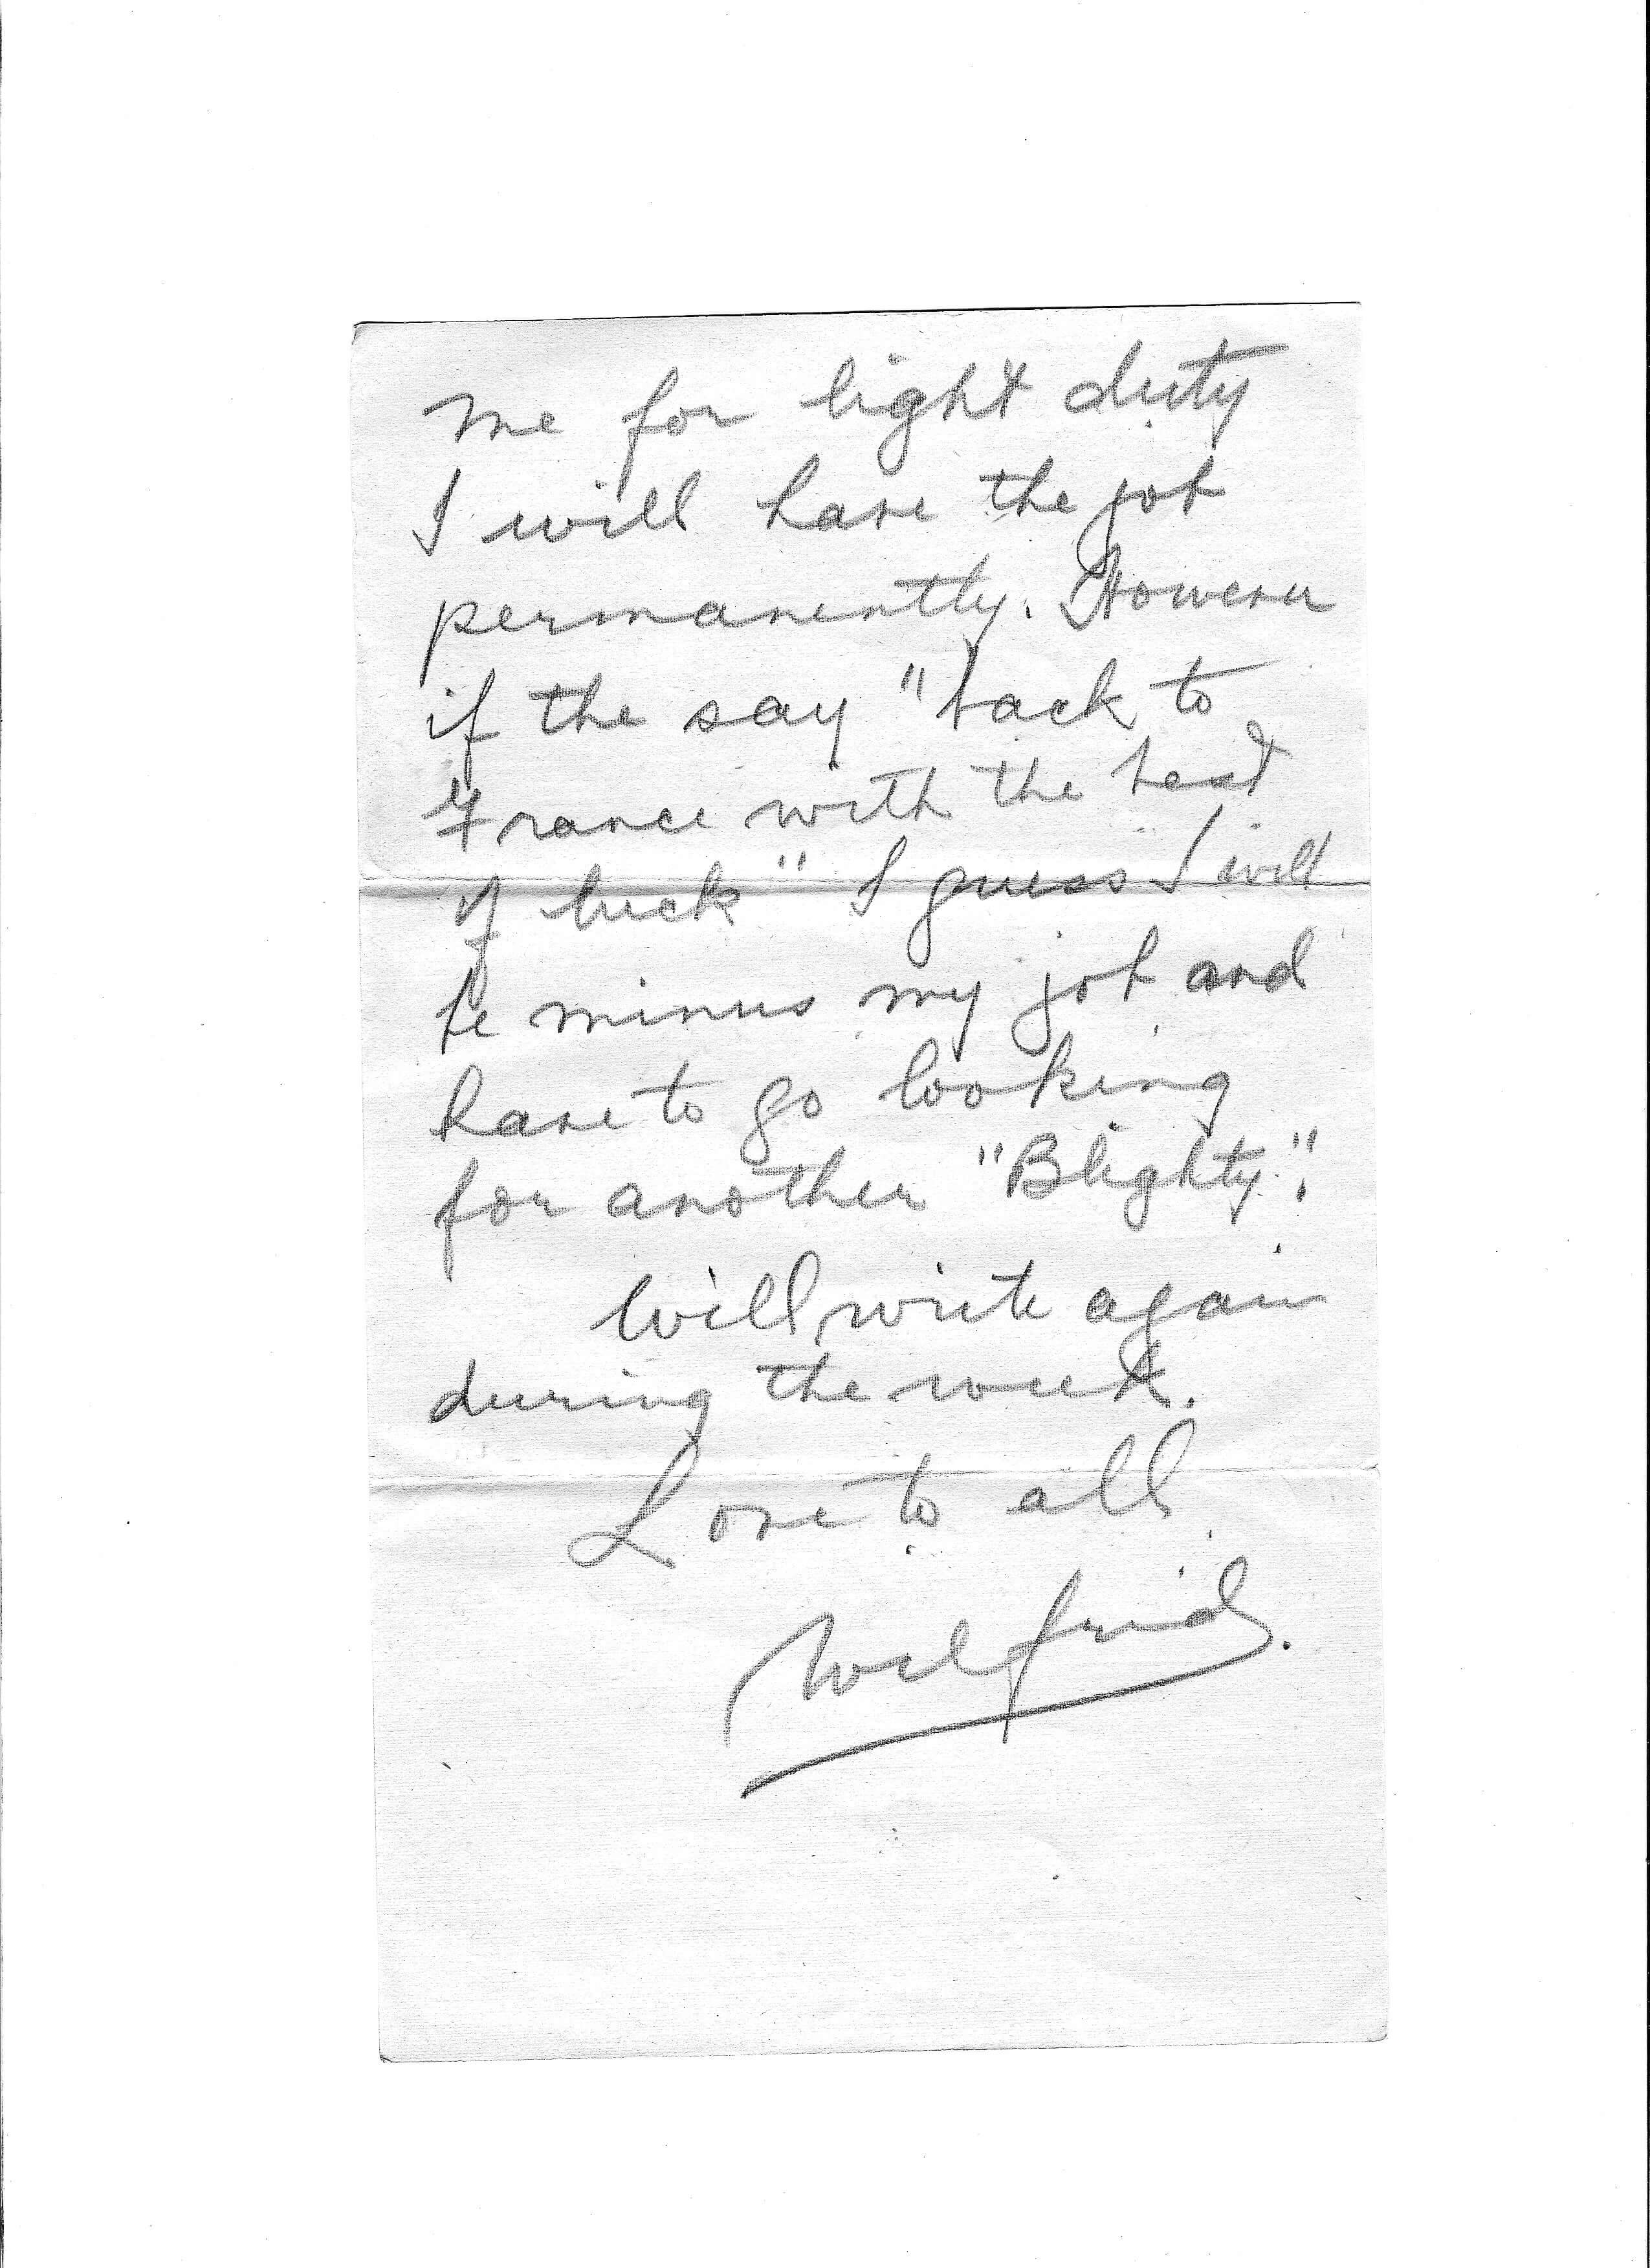 me for light duty
I will have the job
permanently. However
if the say "back to
France with the best
of luck" I guess I will
be minus my job and
have to go looking
for another "Blighty".
Will write again
during the week.
Love to all
Wilfrid.